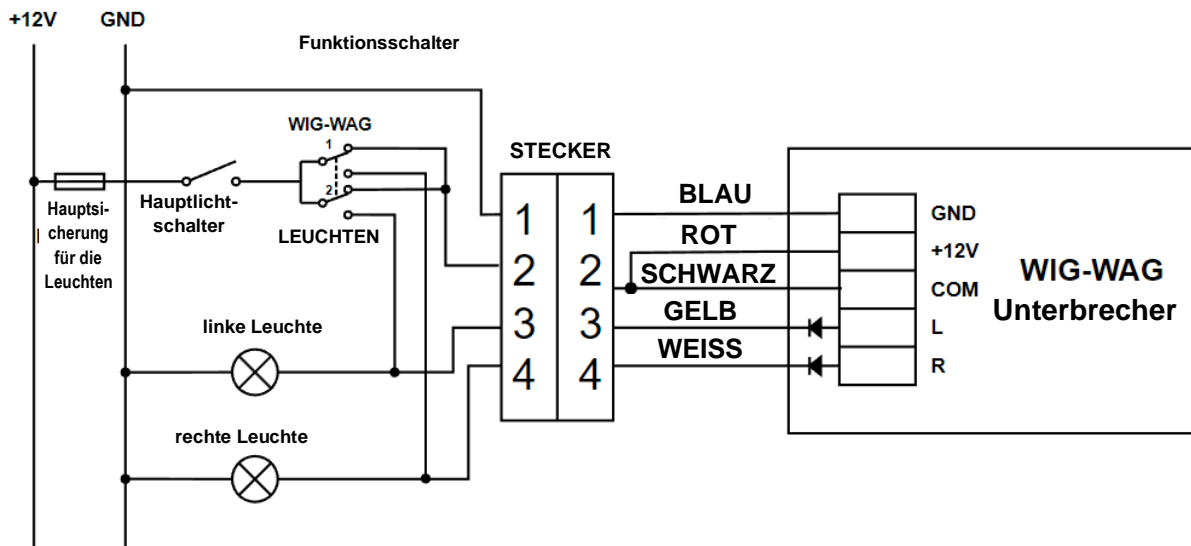 +12V
GND
Funktionsschalter
WIG-WAG
1
2
LEUCHTEN
Hauptsi-
cherung
für die
Leuchten
Hauptlicht-
schalter
linke Leuchte
rechte Leuchte
STECKER
1 1
2 2
3 3
4 4
BLAU
ROT
SCHWARZ
GELB
WEISS
GND
+12V
COM
L
R
WIG-WAG
Unterbrecher